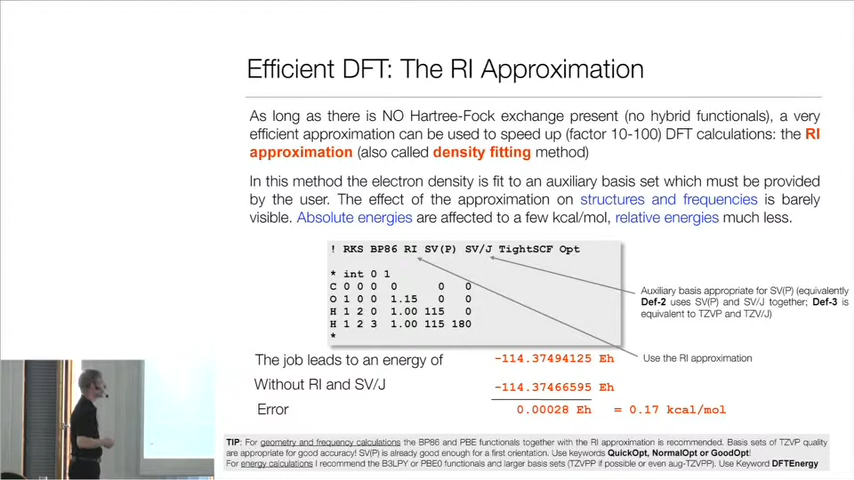 Efficient DFT: The RI Approximation
As long as there is NO Hartree-Fock exchange present (no hybrid functionals), a very
efficient approximation can be used to speed up (factor 10-100) DFT calculations: the RI
approximation (also called density fitting method)
In this method the electron density is fit to an auxiliary basis set which must be provided
by the user. The effect of the approximation on structures and frequencies is barely
visible. Absolute energies are affected to a few kcal/mol, relative energies much less.
! RKS BP86 RI SV(P) SV/J TightSCF Opt
* int 0 1
C 0 0 0 0 0 0
O 1 0 0 1.15 0 0
H 1 2 0 1.00 115 0
H 1 2 3 1.00 115 180
*
Auxiliary basis appropriate for SV(P) (equivalently
Def-2 uses SV(P) and SV/J together; Def-3 is
equivalent to TZVP and TZV/J)
Use the RI approximation
The job leads to an energy of -114.37494125 Eh
Without RI and SV/J -114.37466595 Eh
Error 0.00028 Eh = 0.17 kcal/mol
TIP: For geometry and frequency calculations the BP86 and PBE functionals together with the RI approximation is recommended. Basis sets of TZVP quality
are appropriate for good accuracy! SV(P) is already good enough for a first orientation. Use keywords QuickOpt, NormalOpt or GoodOpt!
For energy calculations I recommend the B3LPY or PBE0 functionals and larger basis sets (TZVPP if possible or even aug-TZVPP). Use Keyword DFTEnergy